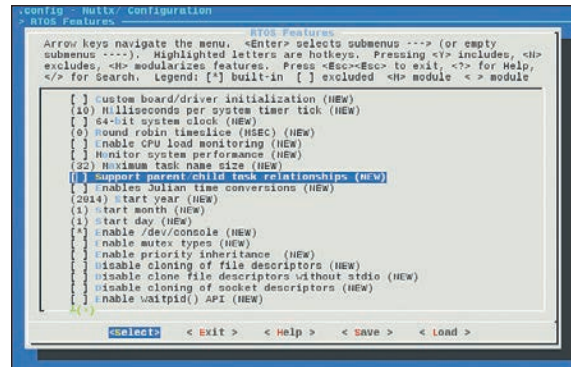 .config - Nuttx/ Configuration
> RTOS Features
RTOS Features
Arrow keys navigate the menu. <Enter> selects submenus ---> (or empty
submenus ----). Highlighted letters are hotkeys. Pressing <Y> includes, <N>
excludes, <M> modularizes features. Press <Esc><Esc> to exit, <?> for Help,
</> for Search. Legend: [*] built-in [ ] excluded <M> module < > module
[ ] Custom board/driver initialization (NEW)
(10) Milliseconds per system timer tick (NEW)
[ ] 64-bit system clock (NEW)
(0) Round robin timeslice (MSEC) (NEW)
[ ] Enable CPU load monitoring (NEW)
[ ] Monitor system performance (NEW)
(32) Maximum task name size (NEW)
[ ] Support parent/child task relationships (NEW)
[ ] Enables Julian time conversions (NEW)
(2014) Start year (NEW)
(1) Start month (NEW)
(1) Start day (NEW)
[*] Enable /dev/console (NEW)
[ ] Enable mutex types (NEW)
[ ] Enable priority inheritance (NEW)
[ ] Disable cloning of file descriptors (NEW)
[ ] Disable clone file descriptors without stdio (NEW)
[ ] Disable cloning of socket descriptors (NEW)
[ ] Enable waitpid() API (NEW)
┴(+)
<Select> < Exit > < Help > < Save > < Load >